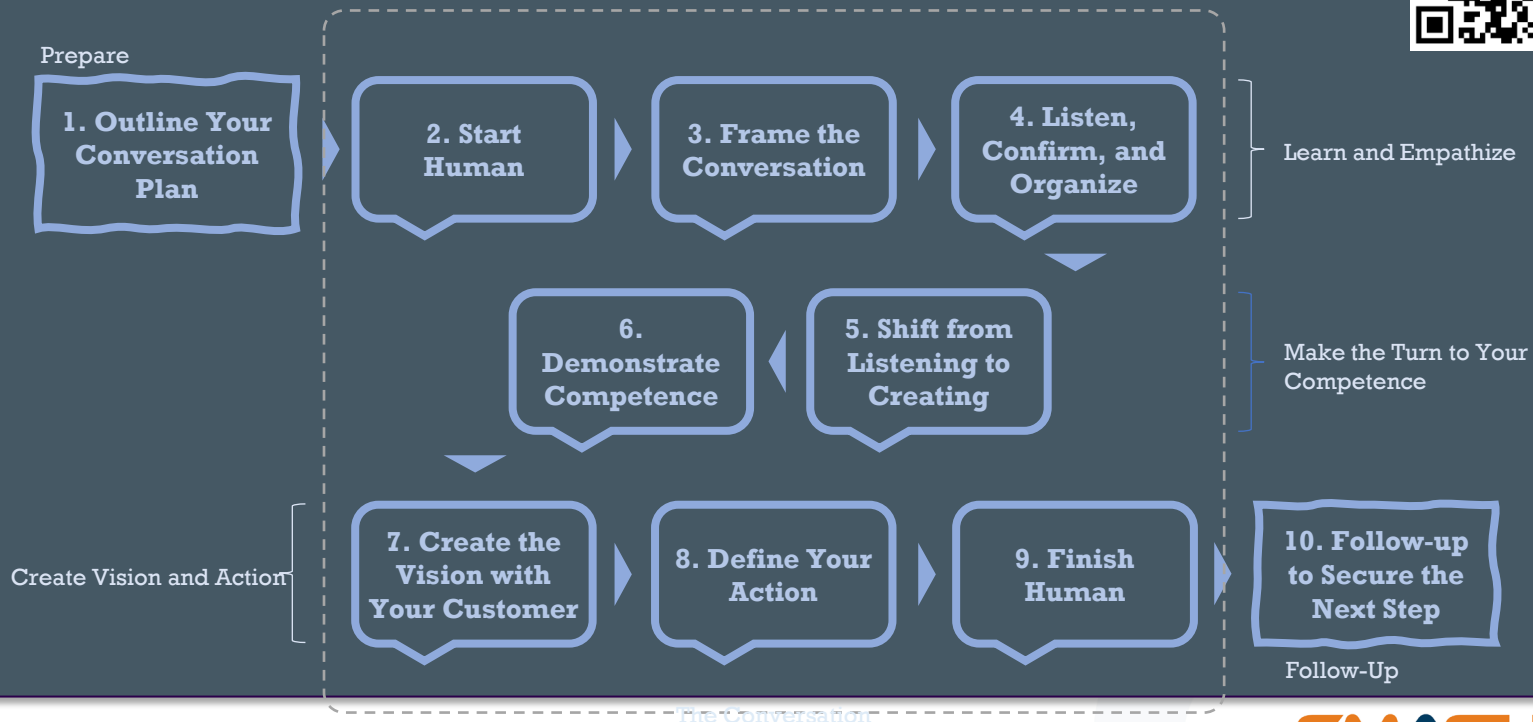 Prepare
1. Outline Your
Conversation
Plan
2. Start
Human
3. Frame the
Conversation
4. Listen,
Confirm, and
Organize
Learn and Empathize
6.
Demonstrate
Competence
5. Shift from
Listening to
Creating
Make the Turn to Your
Competence
Create Vision and Action
7. Create the
Vision with
Your Customer
8. Define Your
Action
9. Finish
Human
10. Follow-up
to Secure the
Next Step
Follow-Up
The Conversation